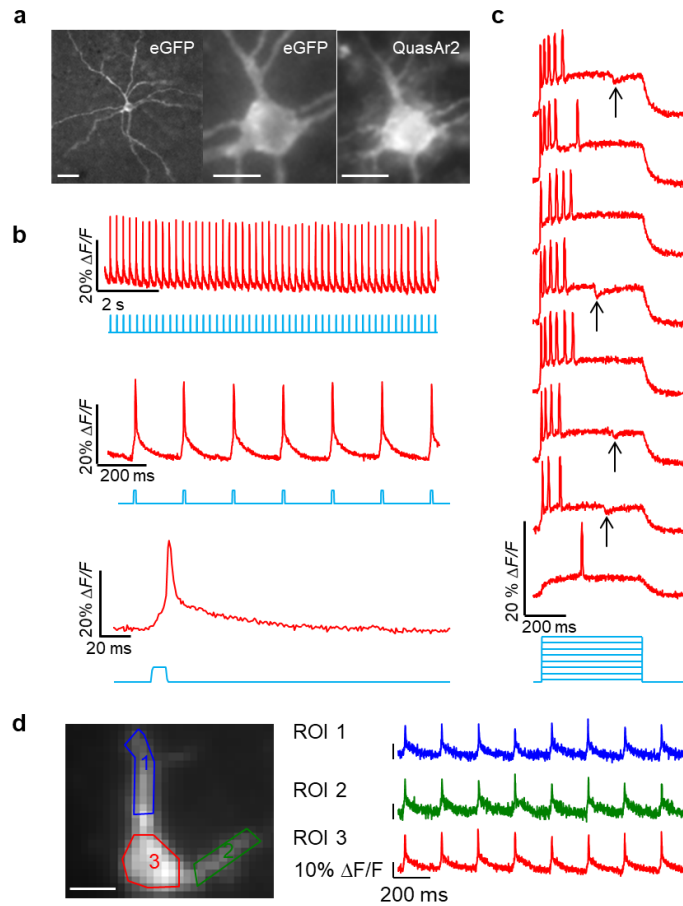 a
eGFP
eGFP
QuasAr2
c
b
20% ΔF/F
2 s
20% ΔF/F
200 ms
20% ΔF/F
20 ms
20 % ΔF/F
200 ms
d
1
2
3
ROI 1
ROI 2
ROI 3
10% ΔF/F
200 ms